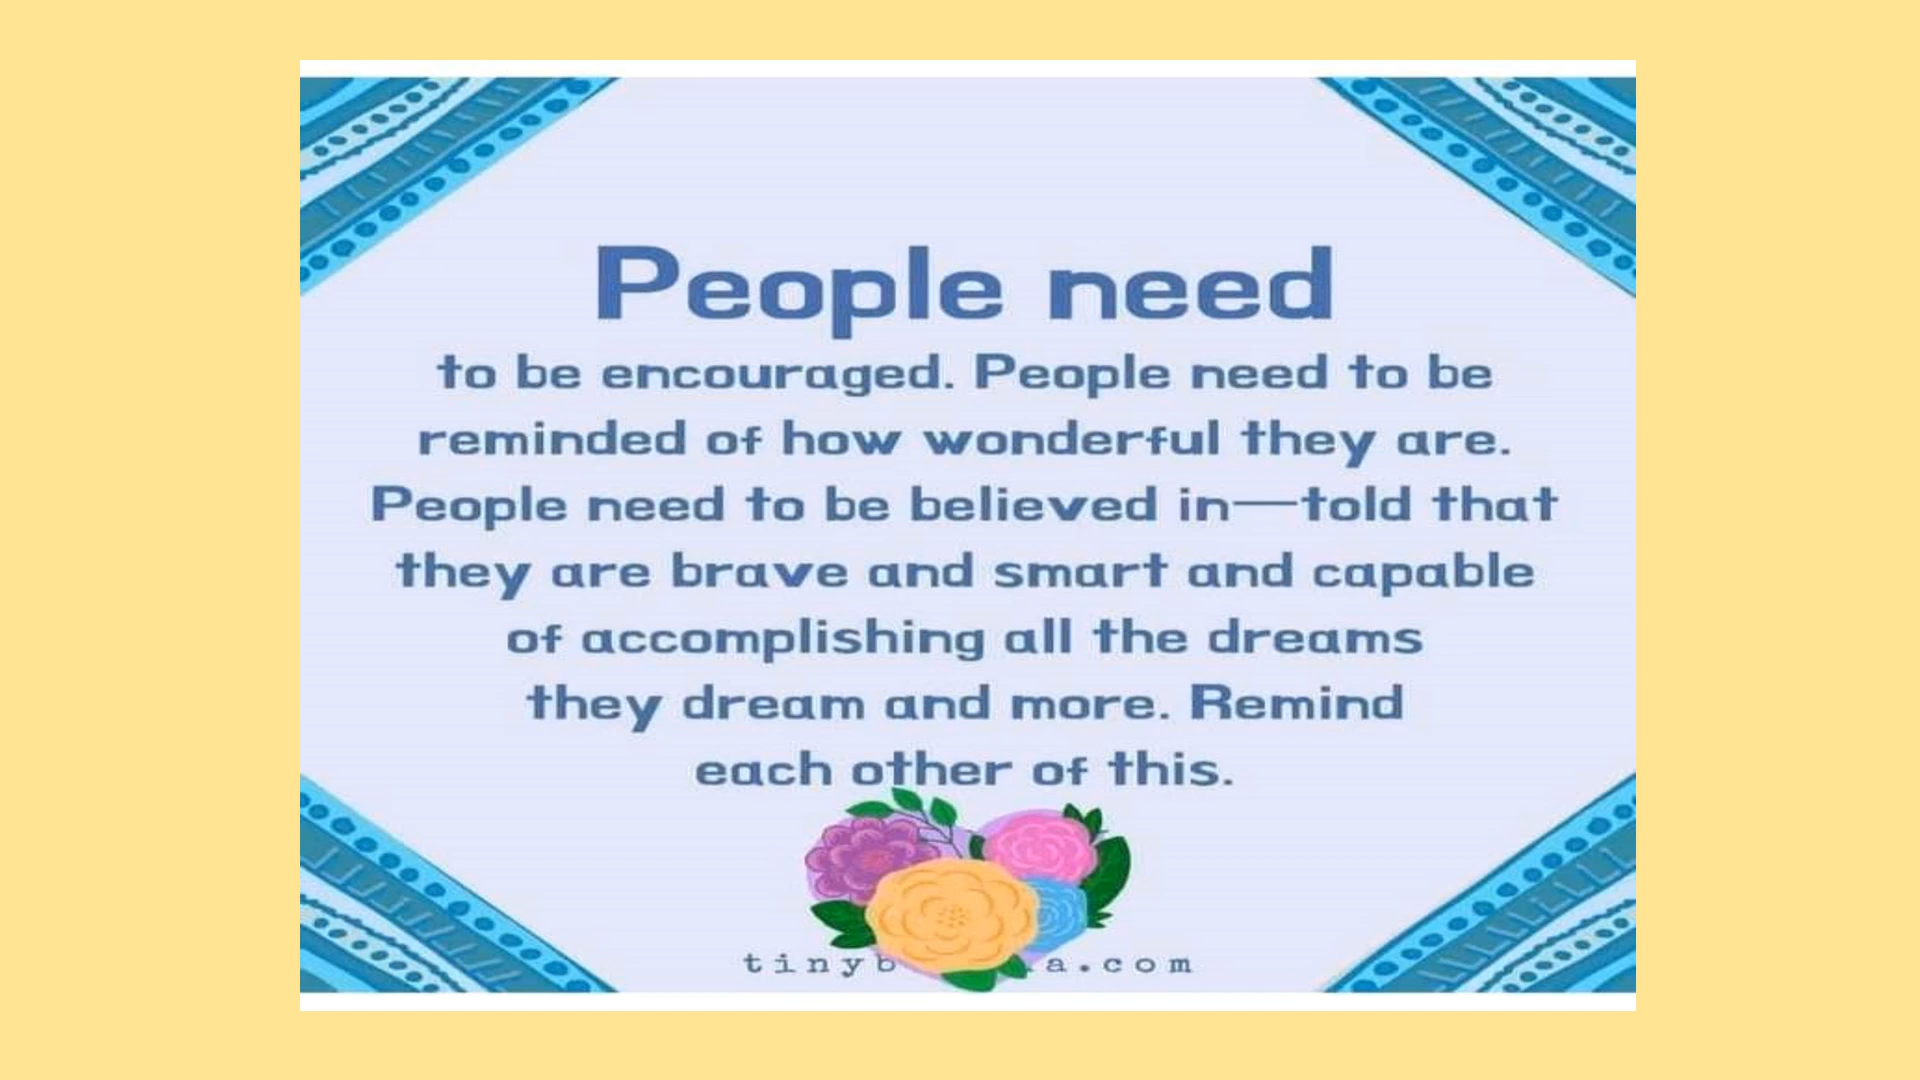 People need
to be encouraged. People need to be
reminded of how wonderful they are.
People need to be believed in—told that
they are brave and smart and capable
of accomplishing all the dreams
they dream and more. Remind
each other of this.